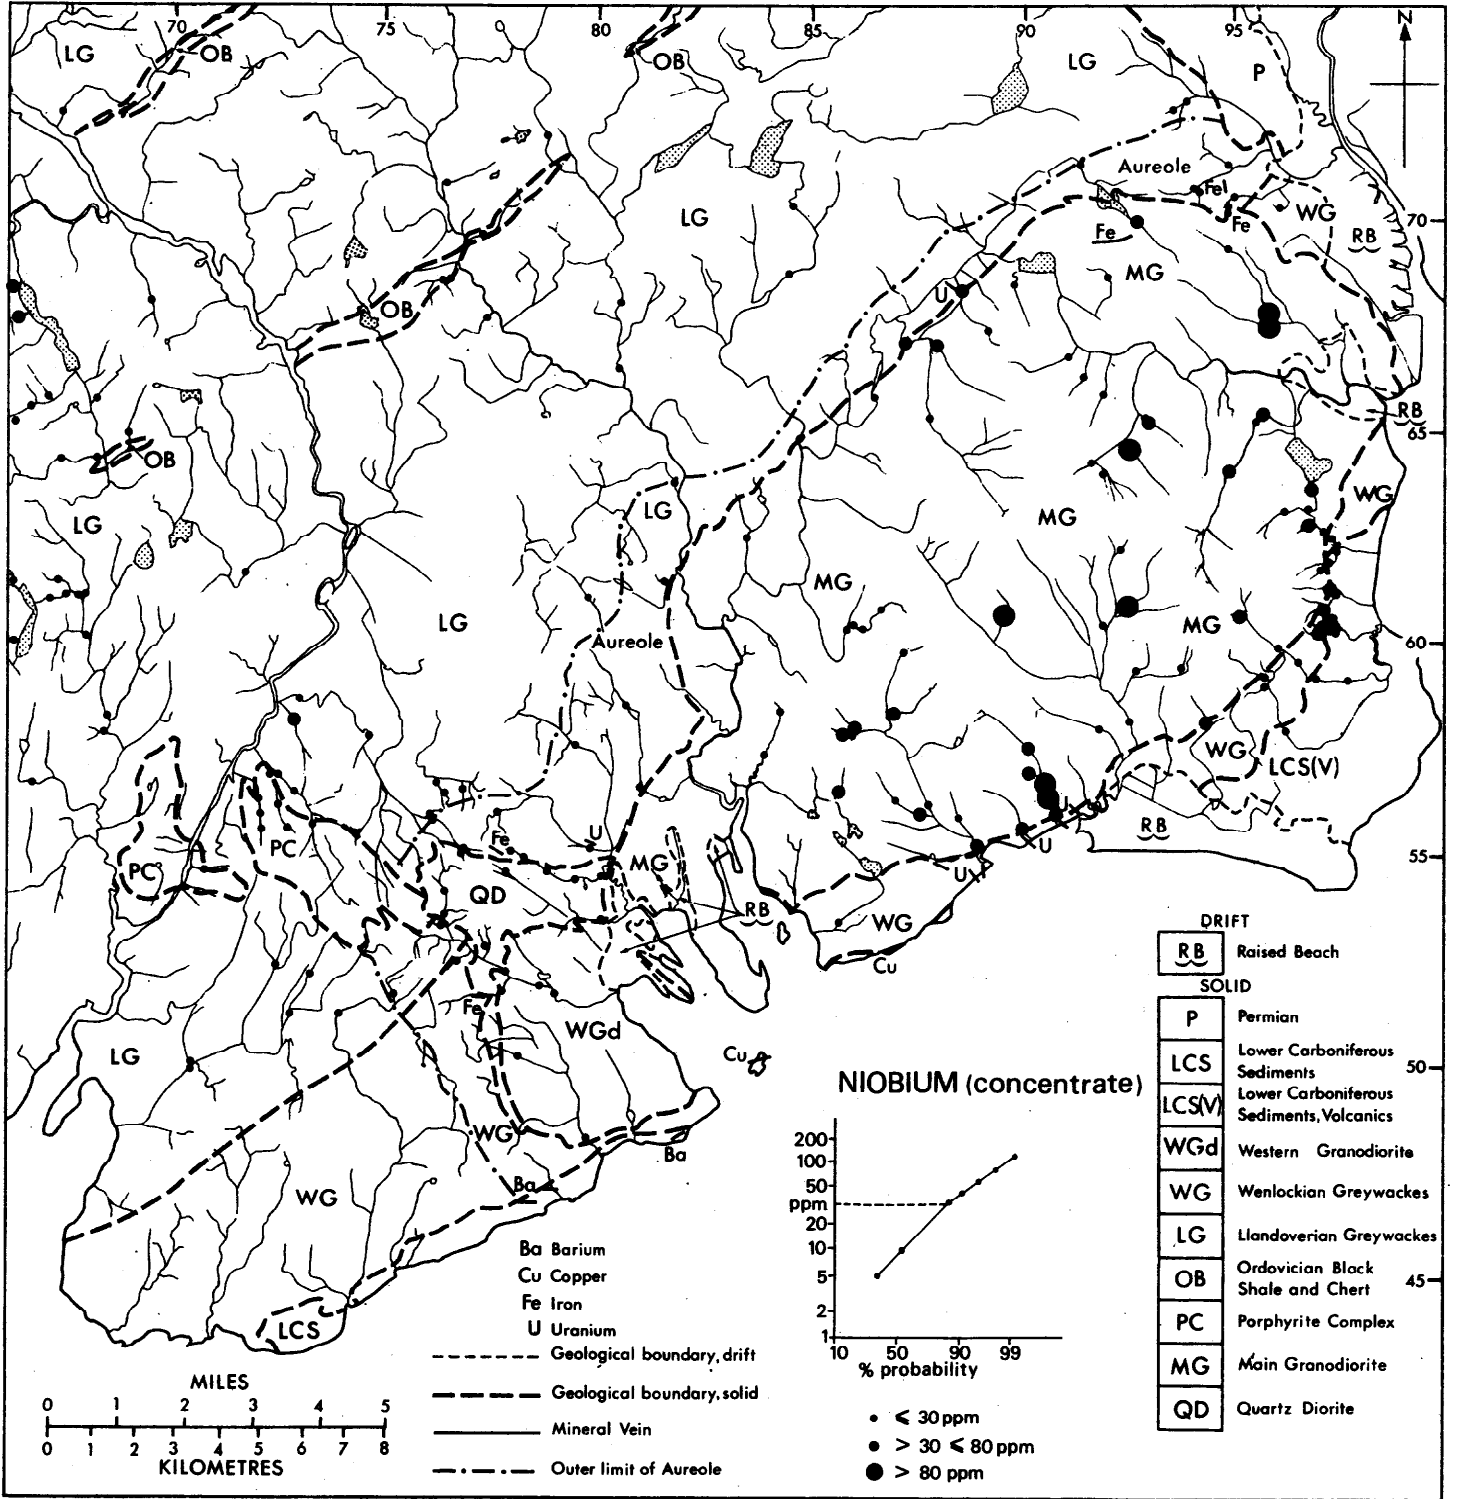 70 75 80 85 90 95 N
LG OB OB LG P
Aureole
Fe
LG WG 70
Fe Fe RB
MG
U
OB
RB
65
OB
LG WG
LG MG
MG
LG MG 60
Aureole
WG LCS(V)
U
Fe U RB
PC MG U 55
PC QD U
RB WG
Cu
Fe WGd
LG Cu 50
WG Ba
Ba
WG
45
LCS
NIOBIUM (concentrate)
200
100
50
ppm
20
10
5
2
1
10 50 90 99
% probability
• ⩽ 30 ppm
• > 30 ⩽ 80 ppm
● > 80 ppm
Ba Barium
Cu Copper
Fe Iron
U Uranium
Geological boundary, drift
Geological boundary, solid
Mineral Vein
Outer limit of Aureole
MILES
0 1 2 3 4 5
0 1 2 3 4 5 6 7 8
KILOMETRES
DRIFT
RB Raised Beach
SOLID
P Permian
LCS Lower Carboniferous
Sediments
LCS(V) Lower Carboniferous
Sediments, Volcanics
WGd Western Granodiorite
WG Wenlockian Greywackes
LG Llandoverian Greywackes
OB Ordovician Black
Shale and Chert
PC Porphyrite Complex
MG Main Granodiorite
QD Quartz Diorite